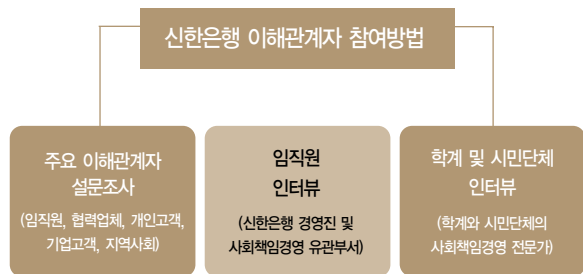 신한은행 이해관계자 참여방법
주요 이해관계자
설문조사
(임직원, 협력업체, 개인고객,
기업고객, 지역사회)
임직원
인터뷰
(신한은행 경영진 및
사회책임경영 유관부서)
학계 및 시민단체
인터뷰
(학계와 시민단체의
사회책임경영 전문가)